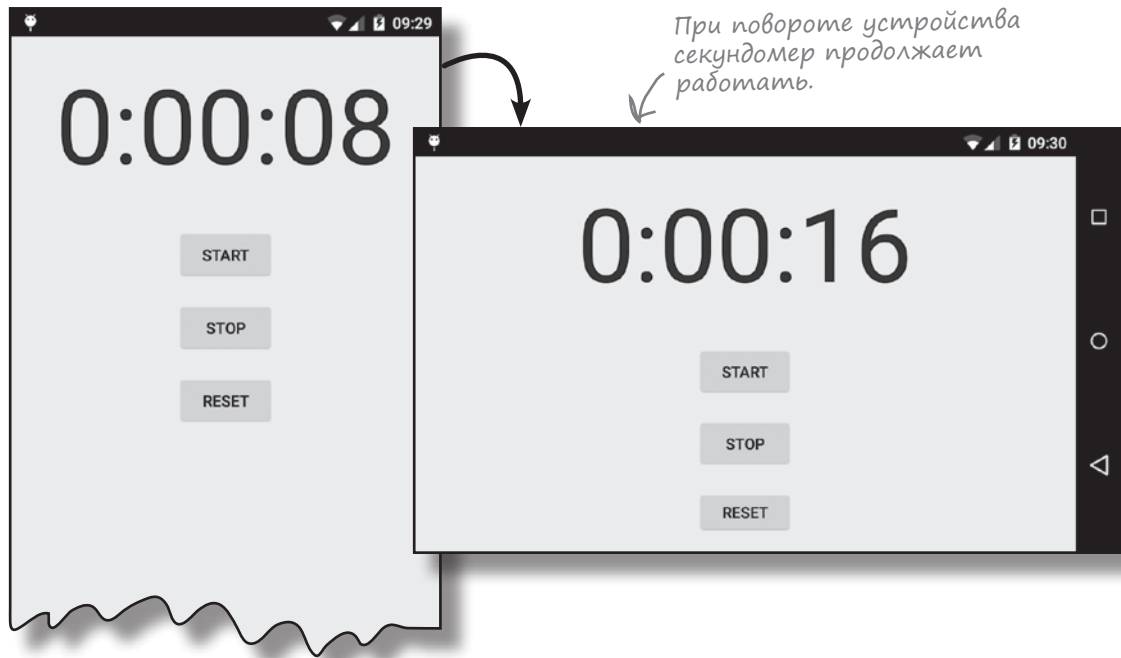 09:29
0:00:08
START
STOP
RESET
При повороте устройства
секундомер продолжает
работать.
09:30
0:00:16
START
STOP
RESET